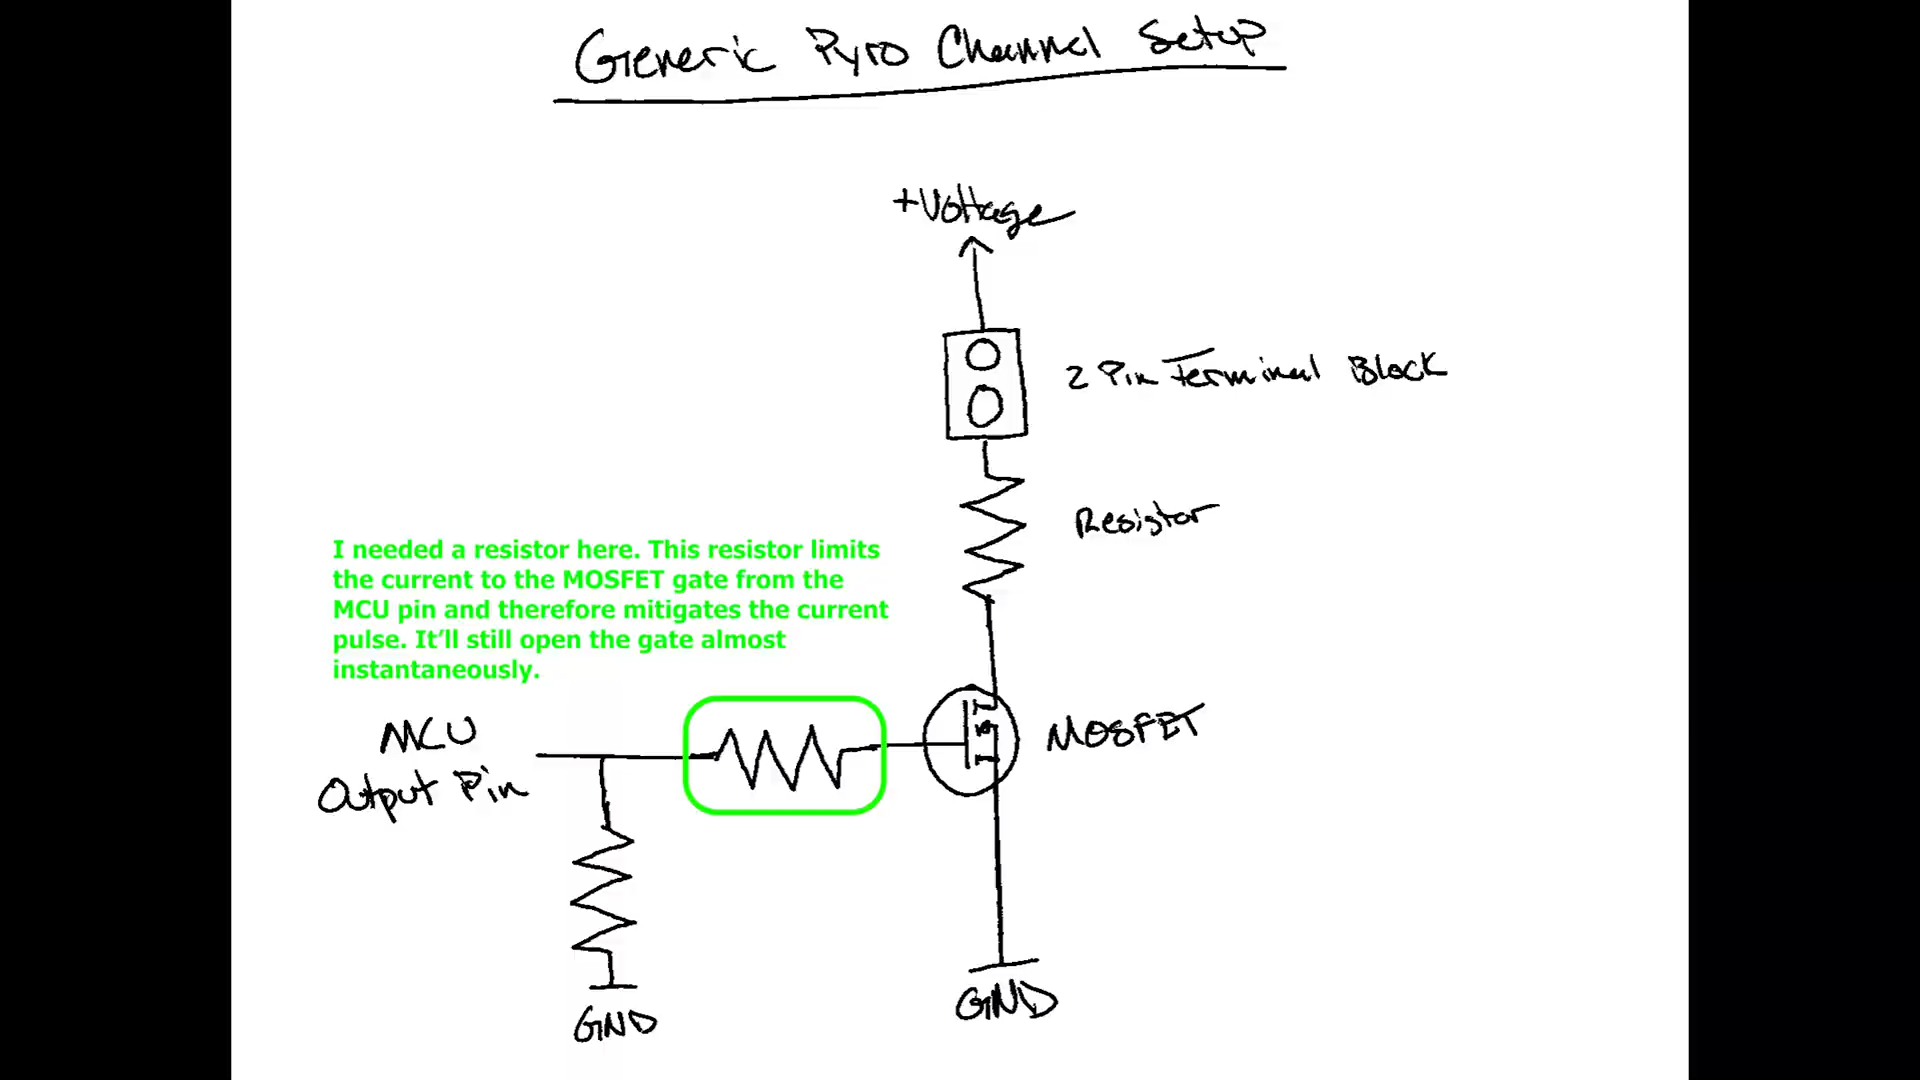 Generic Pyro Channel Setup
+Voltage
2 Pin Terminal Block
Resistor
I needed a resistor here. This resistor limits
the current to the MOSFET gate from the
MCU pin and therefore mitigates the current
pulse. It’ll still open the gate almost
instantaneously.
MCU
Output Pin
MOSFET
GND
GND